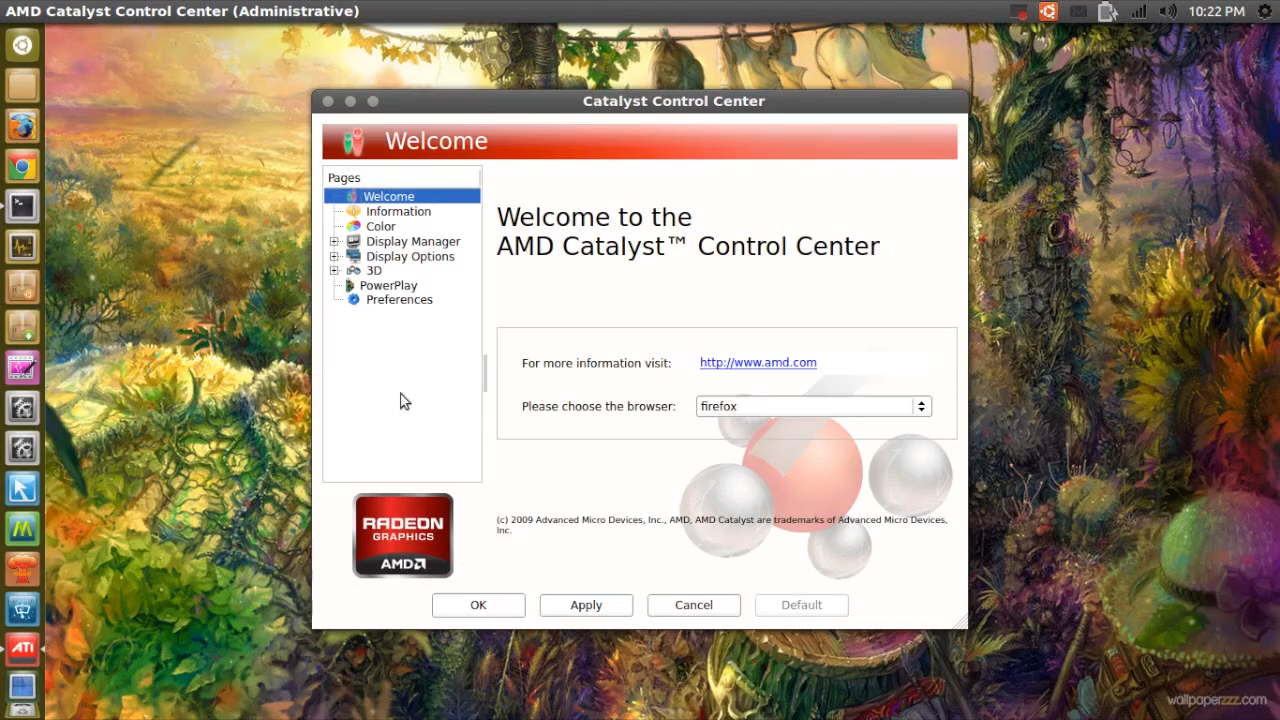 AMD Catalyst Control Center (Administrative)
10:22 PM
Catalyst Control Center
Welcome
Pages
Welcome
Information
Color
Display Manager
Display Options
3D
PowerPlay
Preferences
Welcome to the
AMD Catalyst™ Control Center
For more information visit: http://www.amd.com
Please choose the browser: firefox
(c) 2009 Advanced Micro Devices, Inc., AMD, AMD Catalyst are trademarks of Advanced Micro Devices,
Inc.
RADEON
GRAPHICS
AMD
OK Apply Cancel Default
ATI
wallpaperzzz.com